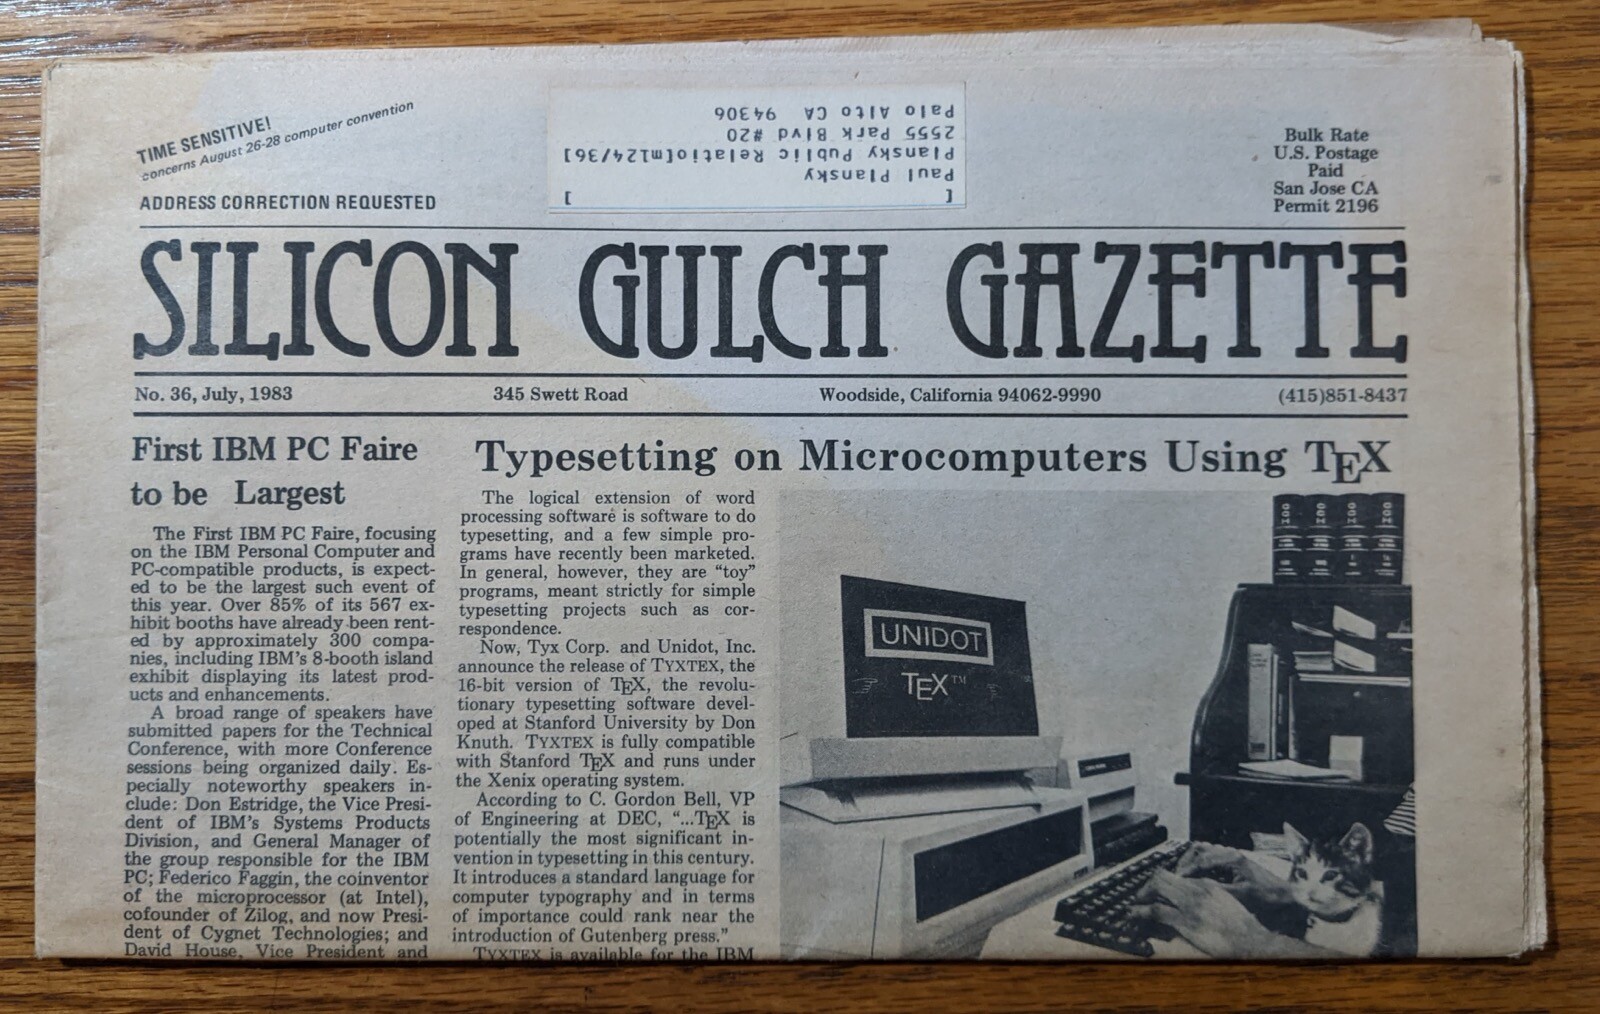 TIME SENSITIVE!
concerns August 26-28 computer convention
ADDRESS CORRECTION REQUESTED
[ ]
Paul Plansky
Plansky Public Relatio[m124/36]
2555 Park Blvd #20
Palo Alto CA 94306
Bulk Rate
U.S. Postage
Paid
San Jose CA
Permit 2196
SILICON GULCH GAZETTE
No. 36, July, 1983 345 Swett Road Woodside, California 94062-9990 (415)851-8437
First IBM PC Faire
to be Largest
The First IBM PC Faire, focusing
on the IBM Personal Computer and
PC-compatible products, is expect-
ed to be the largest such event of
this year. Over 85% of its 567 ex-
hibit booths have already been rent-
ed by approximately 300 compa-
nies, including IBM's 8-booth island
exhibit displaying its latest prod-
ucts and enhancements.
A broad range of speakers have
submitted papers for the Technical
Conference, with more Conference
sessions being organized daily. Es-
pecially noteworthy speakers in-
clude: Don Estridge, the Vice Presi-
dent of IBM's Systems Products
Division, and General Manager of
the group responsible for the IBM
PC; Federico Faggin, the coinventor
of the microprocessor (at Intel),
cofounder of Zilog, and now Presi-
dent of Cygnet Technologies; and
David House, Vice President and
Typesetting on Microcomputers Using TEX
The logical extension of word
processing software is software to do
typesetting, and a few simple pro-
grams have recently been marketed.
In general, however, they are "toy"
programs, meant strictly for simple
typesetting projects such as cor-
respondence.
Now, Tyx Corp. and Unidot, Inc.
announce the release of TYXTEX, the
16-bit version of TEX, the revolu-
tionary typesetting software devel-
oped at Stanford University by Don
Knuth. TYXTEX is fully compatible
with Stanford TEX and runs under
the Xenix operating system.
According to C. Gordon Bell, VP
of Engineering at DEC, "...TEX is
potentially the most significant in-
vention in typesetting in this century.
It introduces a standard language for
computer typography and in terms
of importance could rank near the
introduction of Gutenberg press."
TYXTEX is available for the IBM
UNIDOT
TEX™